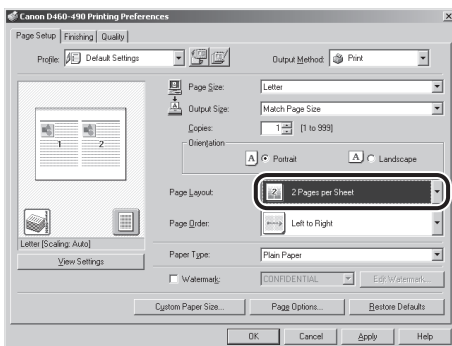 Canon D460-490 Printing Preferences
Page Setup Finishing Quality
Profile: Default Settings Output Method: Print
Page Size: Letter
Output Size: Match Page Size
Copies: 1 [1 to 999]
Orientation
A Portrait A Landscape
1 2
Page Layout: 2 Pages per Sheet
Page Order: Left to Right
Letter [Scaling: Auto]
View Settings
Paper Type: Plain Paper
Watermark: CONFIDENTIAL Edit Watermark...
Custom Paper Size... Page Options... Restore Defaults
OK Cancel Apply Help